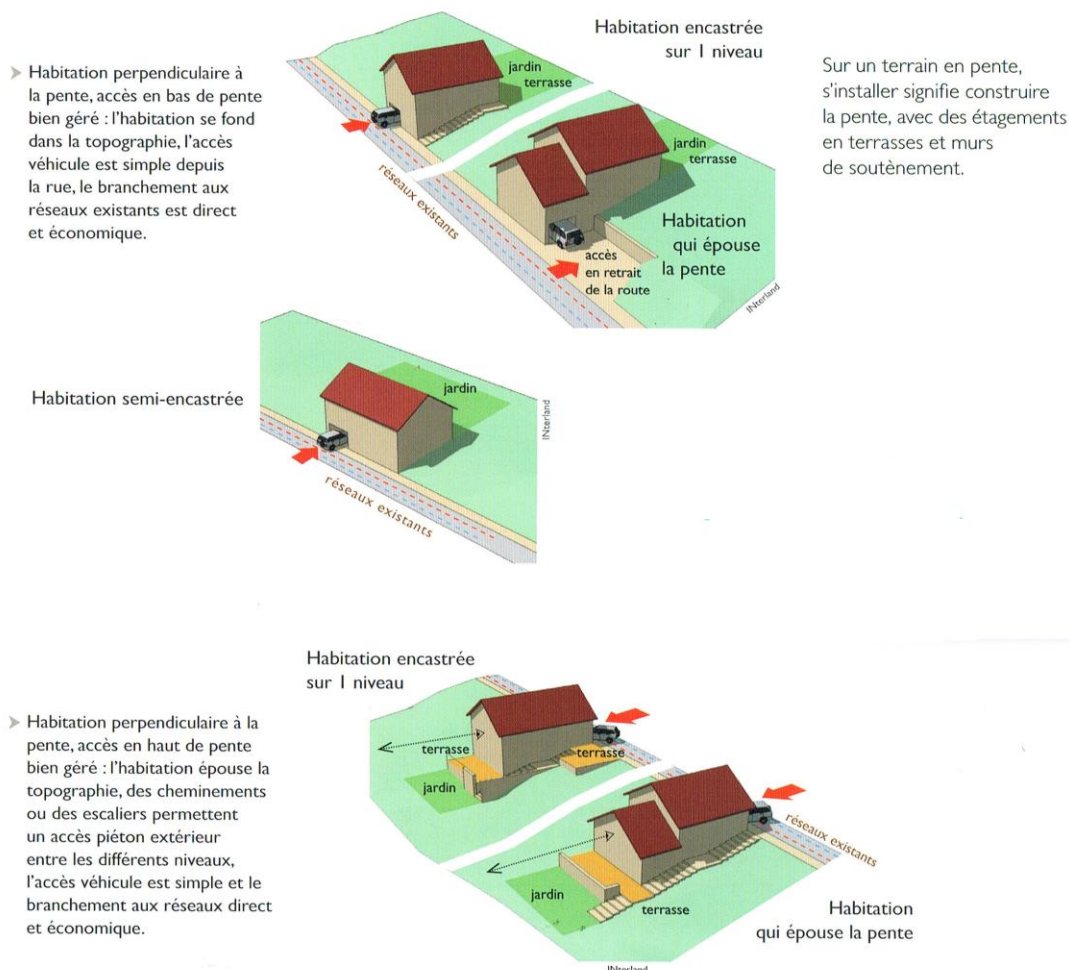 Habitation encastrée
sur 1 niveau
Habitation perpendiculaire à
la pente, accès en bas de pente
bien géré : l'habitation se fond
dans la topographie, l'accès
véhicule est simple depuis
la rue, le branchement aux
réseaux existants est direct
et économique.
jardin
terrasse
jardin
terrasse
réseaux existants
Habitation
qui épouse
la pente
accès
en retrait
de la route
INterland
Sur un terrain en pente,
s'installer signifie construire
la pente, avec des étagements
en terrasses et murs
de soutènement.
Habitation semi-encastrée
jardin
INterland
réseaux existants
Habitation encastrée
sur 1 niveau
Habitation perpendiculaire à la
pente, accès en haut de pente
bien géré : l'habitation épouse la
topographie, des cheminements
ou des escaliers permettent
un accès piéton extérieur
entre les différents niveaux,
l'accès véhicule est simple et le
branchement aux réseaux direct
et économique.
terrasse
terrasse
jardin
réseaux existants
jardin
terrasse
Habitation
qui épouse la pente
INterland